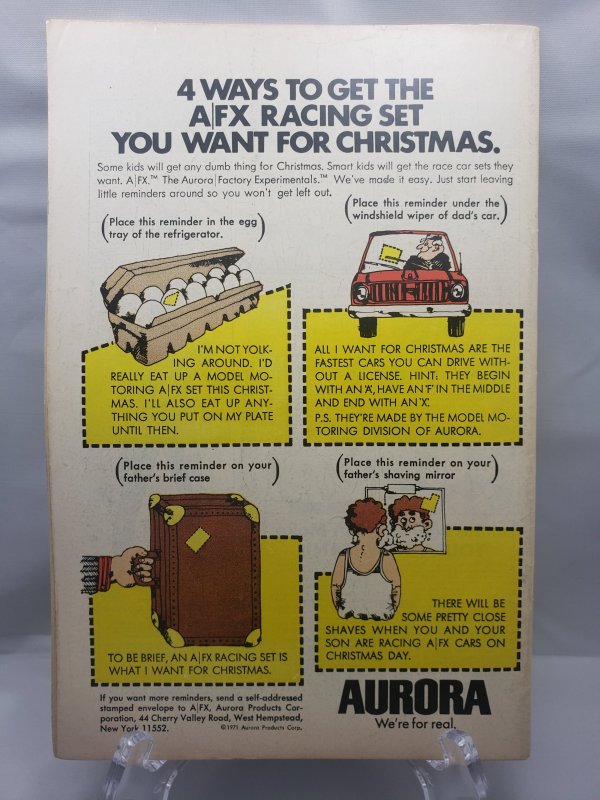 4 WAYS TO GET THE
A|FX RACING SET
YOU WANT FOR CHRISTMAS.
Some kids will get any dumb thing for Christmas. Smart kids will get the race car sets they
want. A|FX.™ The Aurora|Factory Experimentals.™ We've made it easy. Just start leaving
little reminders around so you won't get left out.
(Place this reminder in the egg
tray of the refrigerator.)
I'M NOT YOLK-
ING AROUND. I'D
REALLY EAT UP A MODEL MO-
TORING A|FX SET THIS CHRIST-
MAS. I'LL ALSO EAT UP ANY-
THING YOU PUT ON MY PLATE
UNTIL THEN.
(Place this reminder under the
windshield wiper of dad's car.)
ALL I WANT FOR CHRISTMAS ARE THE
FASTEST CARS YOU CAN DRIVE WITH-
OUT A LICENSE. HINT: THEY BEGIN
WITH AN 'A', HAVE AN 'F' IN THE MIDDLE
AND END WITH AN 'X'.
P.S. THEY'RE MADE BY THE MODEL MO-
TORING DIVISION OF AURORA.
(Place this reminder on your
father's brief case)
TO BE BRIEF, AN A|FX RACING SET IS
WHAT I WANT FOR CHRISTMAS.
(Place this reminder on your
father's shaving mirror)
THERE WILL BE
SOME PRETTY CLOSE
SHAVES WHEN YOU AND YOUR
SON ARE RACING A|FX CARS ON
CHRISTMAS DAY.
If you want more reminders, send a self-addressed
stamped envelope to A|FX, Aurora Products Cor-
poration, 44 Cherry Valley Road, West Hempstead,
New York 11552.
©1971 Aurora Products Corp.
AURORA
We're for real.